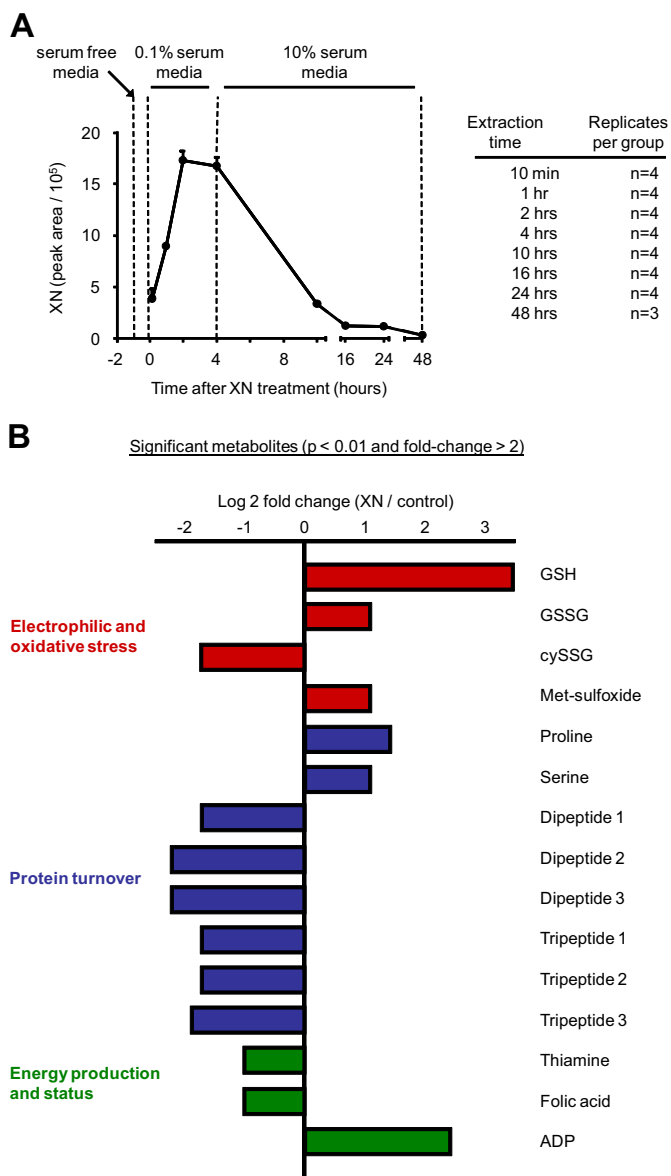 A
serum free media
0.1% serum media
10% serum media
XN (peak area / 10⁵)
20
15
10
5
0
-2 0 4 8 16 24 48
Time after XN treatment (hours)
Extraction time Replicates per group
10 min n=4
1 hr n=4
2 hrs n=4
4 hrs n=4
10 hrs n=4
16 hrs n=4
24 hrs n=4
48 hrs n=3
B
Significant metabolites (p < 0.01 and fold-change > 2)
Log 2 fold change (XN / control)
-2 -1 0 1 2 3
Electrophilic and
oxidative stress
Protein turnover
Energy production
and status
GSH
GSSG
cySSG
Met-sulfoxide
Proline
Serine
Dipeptide 1
Dipeptide 2
Dipeptide 3
Tripeptide 1
Tripeptide 2
Tripeptide 3
Thiamine
Folic acid
ADP